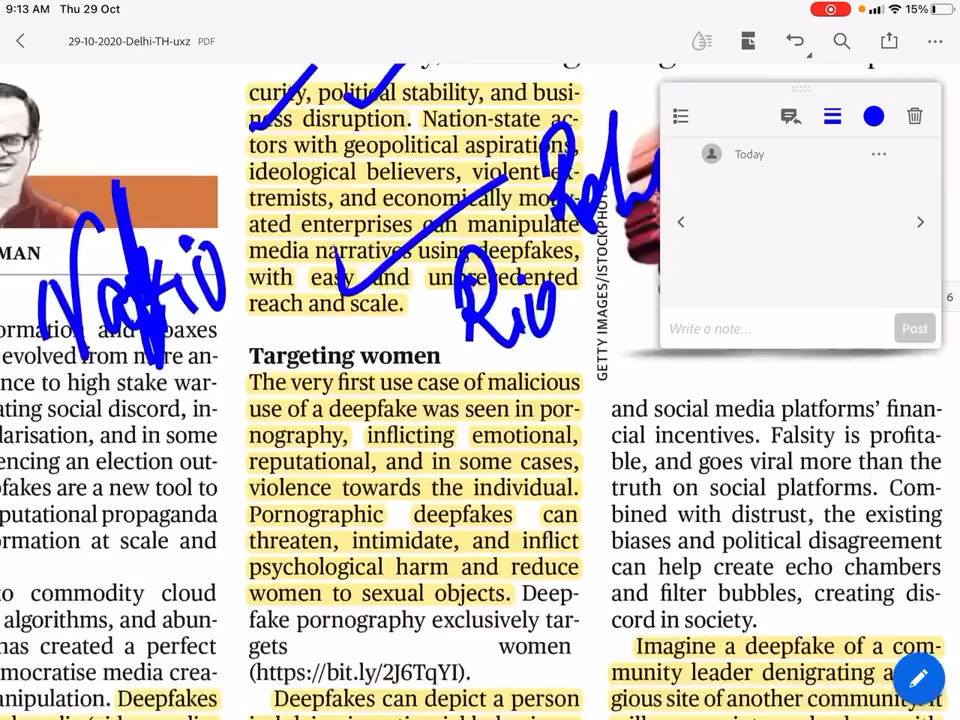 9:13 AM Thu 29 Oct
15%
29-10-2020-Delhi-TH-uxz PDF
curity, political stability, and busi-
ness disruption. Nation-state ac-
tors with geopolitical aspirations,
ideological believers, violent ex-
tremists, and economically motiv-
ated enterprises can manipulate
media narratives using deepfakes,
with easy and unprecedented
reach and scale.
Targeting women
The very first use case of malicious
use of a deepfake was seen in por-
nography, inflicting emotional,
reputational, and in some cases,
violence towards the individual.
Pornographic deepfakes can
threaten, intimidate, and inflict
psychological harm and reduce
women to sexual objects. Deep-
fake pornography exclusively tar-
gets women
(https://bit.ly/2J6TqYI).
Deepfakes can depict a person
MAN
ormation and hoaxes
evolved from more an-
nce to high stake war-
ating social discord, in-
larisation, and in some
encing an election out-
pfakes are a new tool to
putational propaganda
ormation at scale and
to commodity cloud
algorithms, and abun-
has created a perfect
mocratise media crea-
anipulation. Deepfakes
Rio
GETTY IMAGES/ISTOCKPHOTO
Today
Write a note...
Post
6
and social media platforms' finan-
cial incentives. Falsity is profita-
ble, and goes viral more than the
truth on social platforms. Com-
bined with distrust, the existing
biases and political disagreement
can help create echo chambers
and filter bubbles, creating dis-
cord in society.
Imagine a deepfake of a com-
munity leader denigrating a
gious site of another community. It